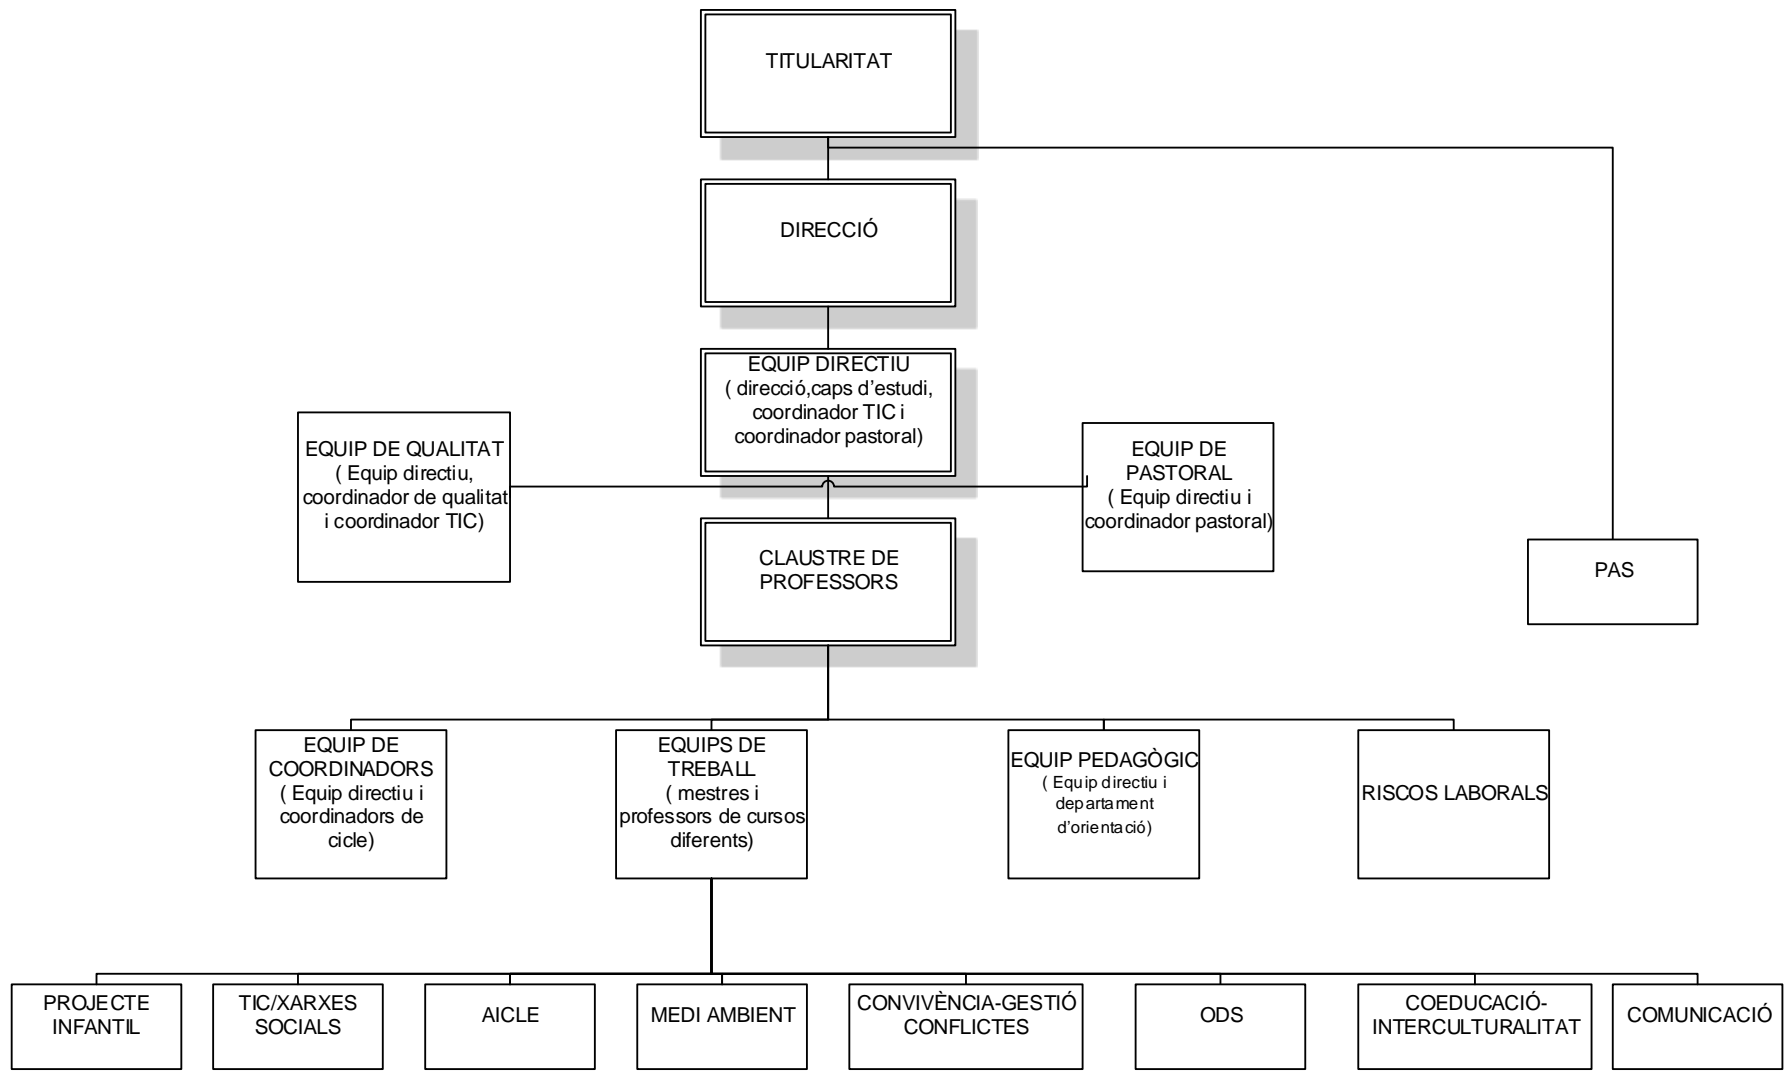 TITULARITAT
DIRECCIÓ
EQUIP DIRECTIU
( direcció,caps d'estudi,
coordinador TIC i
coordinador pastoral)
EQUIP DE QUALITAT
( Equip directiu,
coordinador de qualitat
i coordinador TIC)
EQUIP DE
PASTORAL
( Equip directiu i
coordinador pastoral)
CLAUSTRE DE
PROFESSORS
PAS
EQUIP DE
COORDINADORS
( Equip directiu i
coordinadors de
cicle)
EQUIPS DE
TREBALL
( mestres i
professors de cursos
diferents)
EQUIP PEDAGÒGIC
( Equip directiu i
departament
d'orientació)
RISCOS LABORALS
PROJECTE
INFANTIL
TIC/XARXES
SOCIALS
AICLE
MEDI AMBIENT
CONVIVÈNCIA-GESTIÓ
CONFLICTES
ODS
COEDUCACIÓ-
INTERCULTURALITAT
COMUNICACIÓ